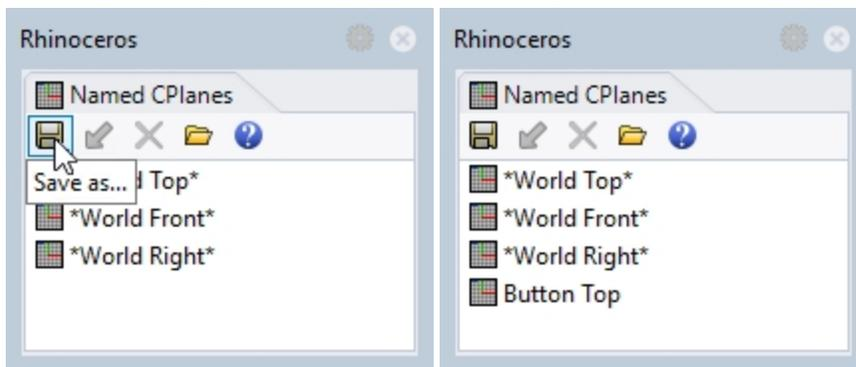 Rhinoceros
Named CPlanes
Save as...
d Top*
*World Front*
*World Right*
Rhinoceros
Named CPlanes
*World Top*
*World Front*
*World Right*
Button Top